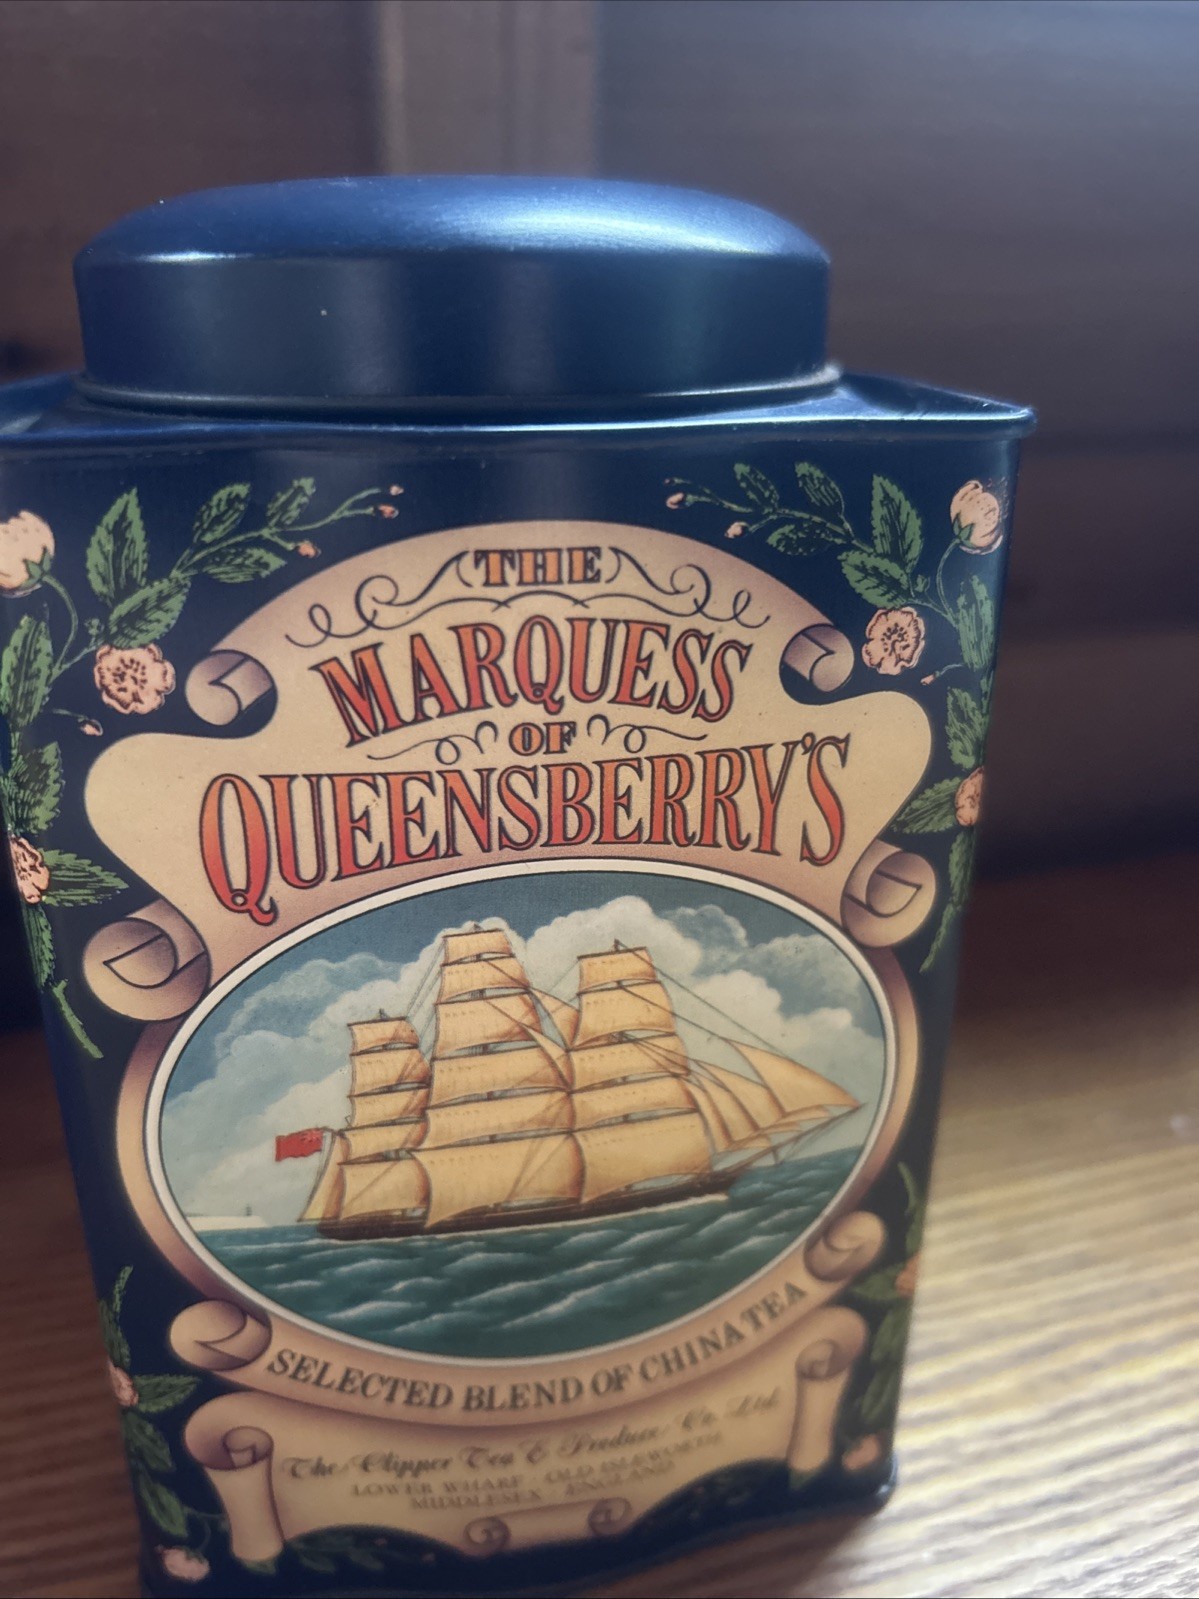 THE
MARQUESS
OF
QUEENSBERRY'S
SELECTED BLEND OF CHINA TEA
The Clipper Tea & Produce Co. Ltd.
LOWER WHARF · OLD ISLEWORTH
MIDDLESEX · ENGLAND